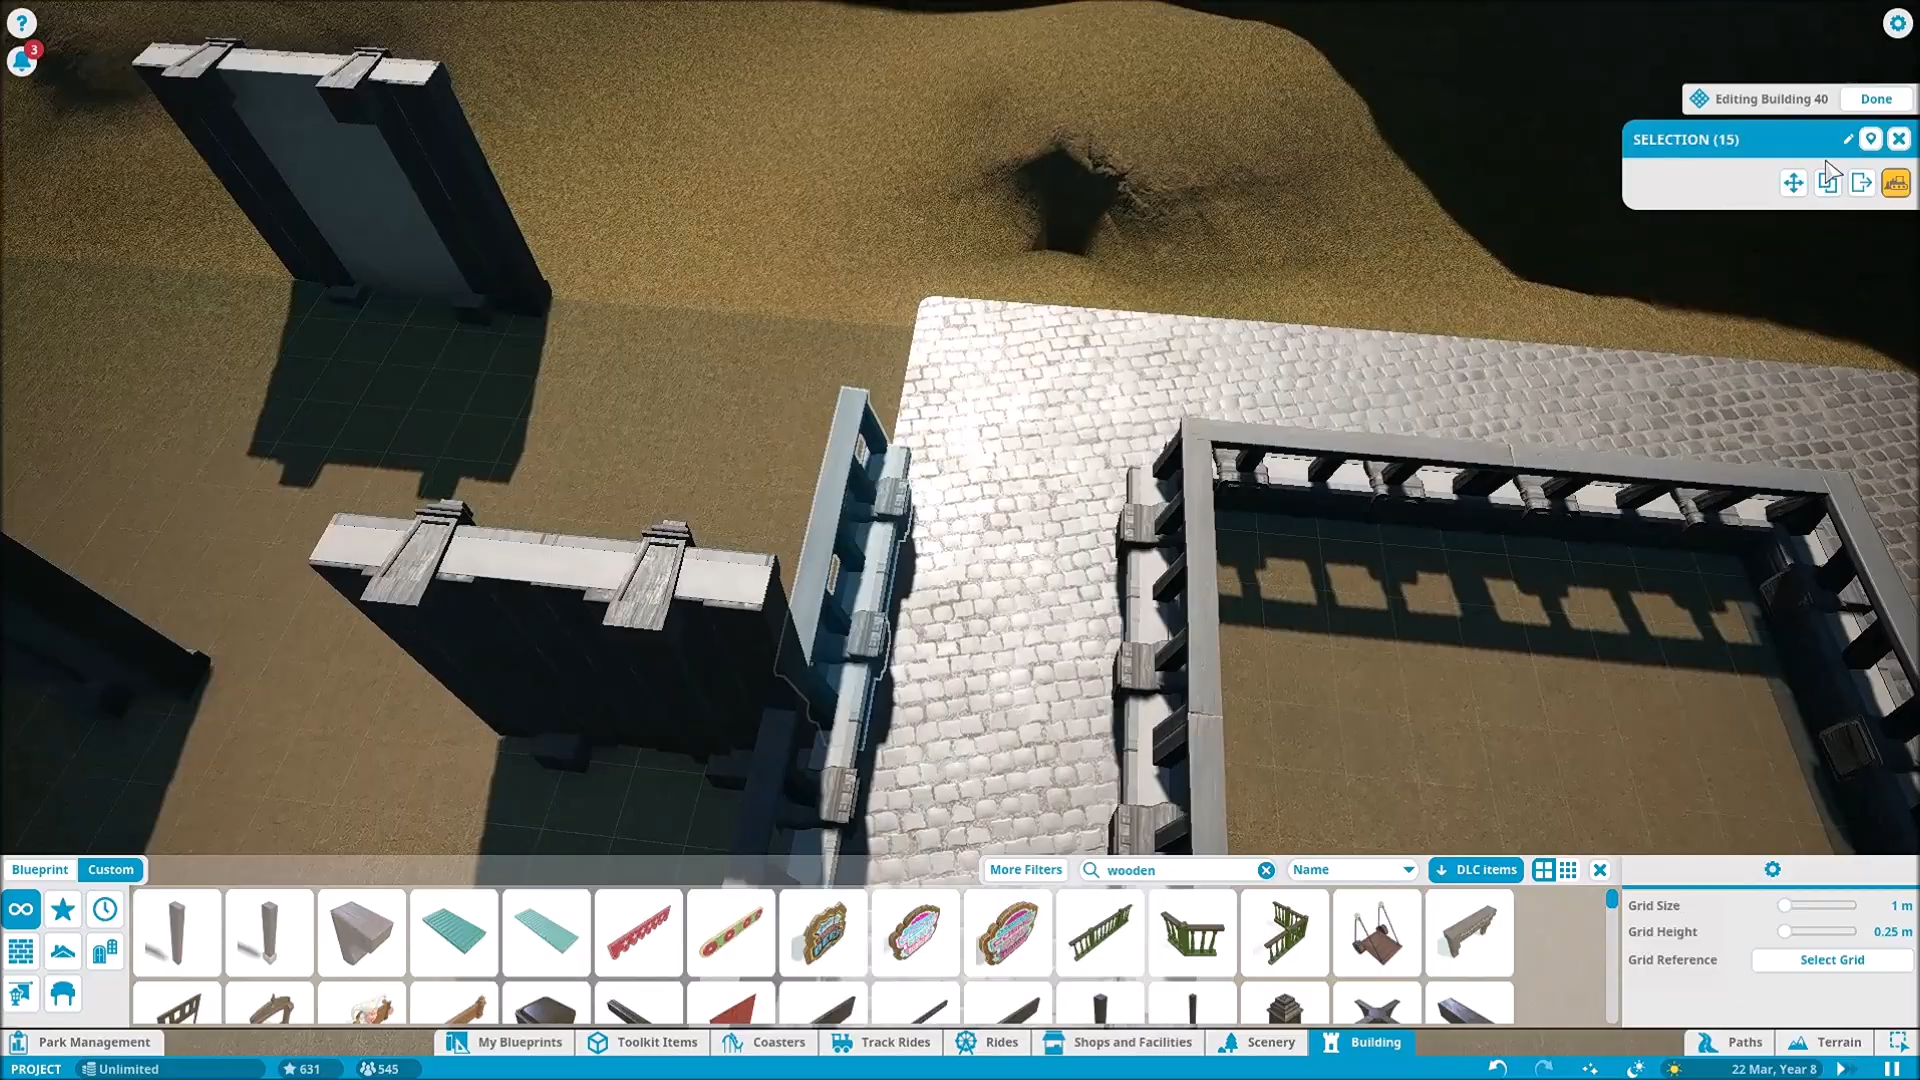 ?
3
Editing Building 40
Done
SELECTION (15)
Blueprint
Custom
More Filters
wooden
Name
DLC items
Grid Size
1 m
Grid Height
0.25 m
Grid Reference
Select Grid
Park Management
My Blueprints
Toolkit Items
Coasters
Track Rides
Rides
Shops and Facilities
Scenery
Building
Paths
Terrain
PROJECT
Unlimited
631
545
22 Mar, Year 8